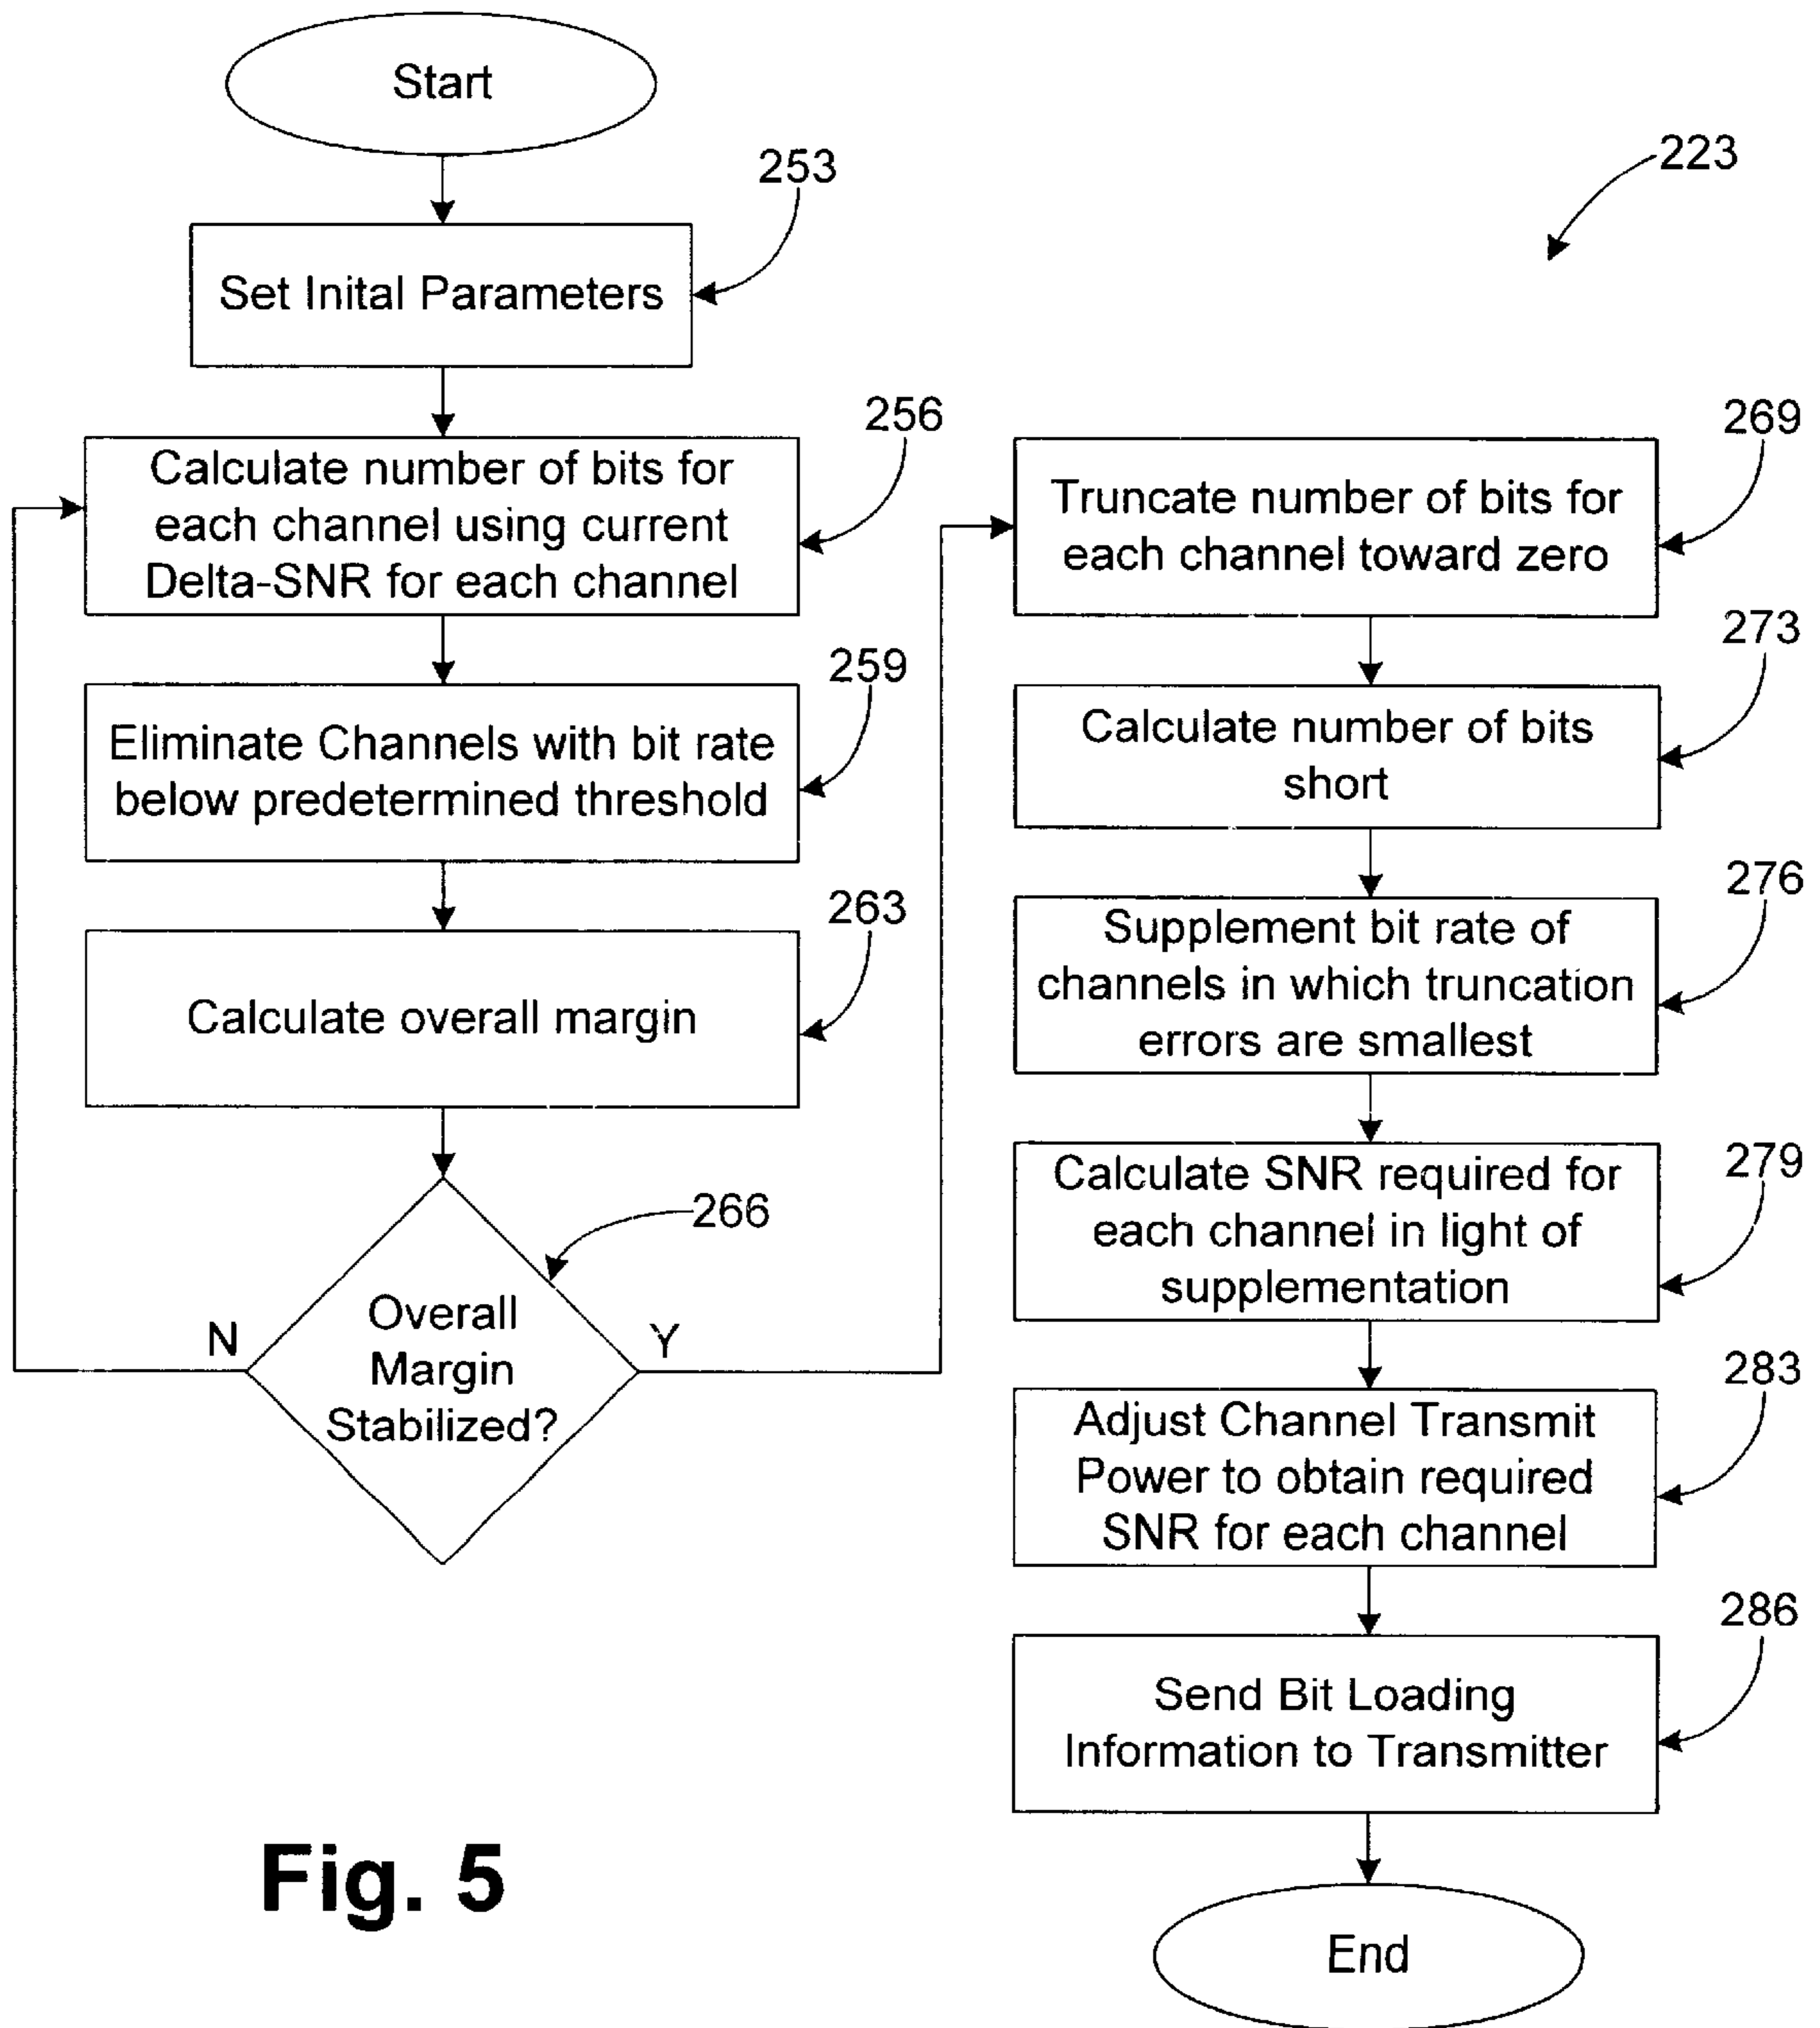 Start
223
253
Set Inital Parameters
256
Calculate number of bits for
each channel using current
Delta-SNR for each channel
259
Eliminate Channels with bit rate
below predetermined threshold
263
Calculate overall margin
266
Overall
Margin
Stabilized?
N
Y
269
Truncate number of bits for
each channel toward zero
273
Calculate number of bits
short
276
Supplement bit rate of
channels in which truncation
errors are smallest
279
Calculate SNR required for
each channel in light of
supplementation
283
Adjust Channel Transmit
Power to obtain required
SNR for each channel
286
Send Bit Loading
Information to Transmitter
End
Fig. 5